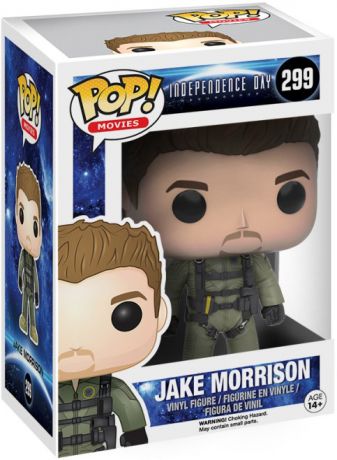 POP!
MOVIES
JAKE MORRISON
299
POP!
MOVIES
INDEPENDENCE DAY
299
JAKE MORRISON
VINYL FIGURE / FIGURINE EN VINYLE /
FIGURA DE VINIL
WARNING! Choking Hazard.
May contain small parts.
AGE
14+